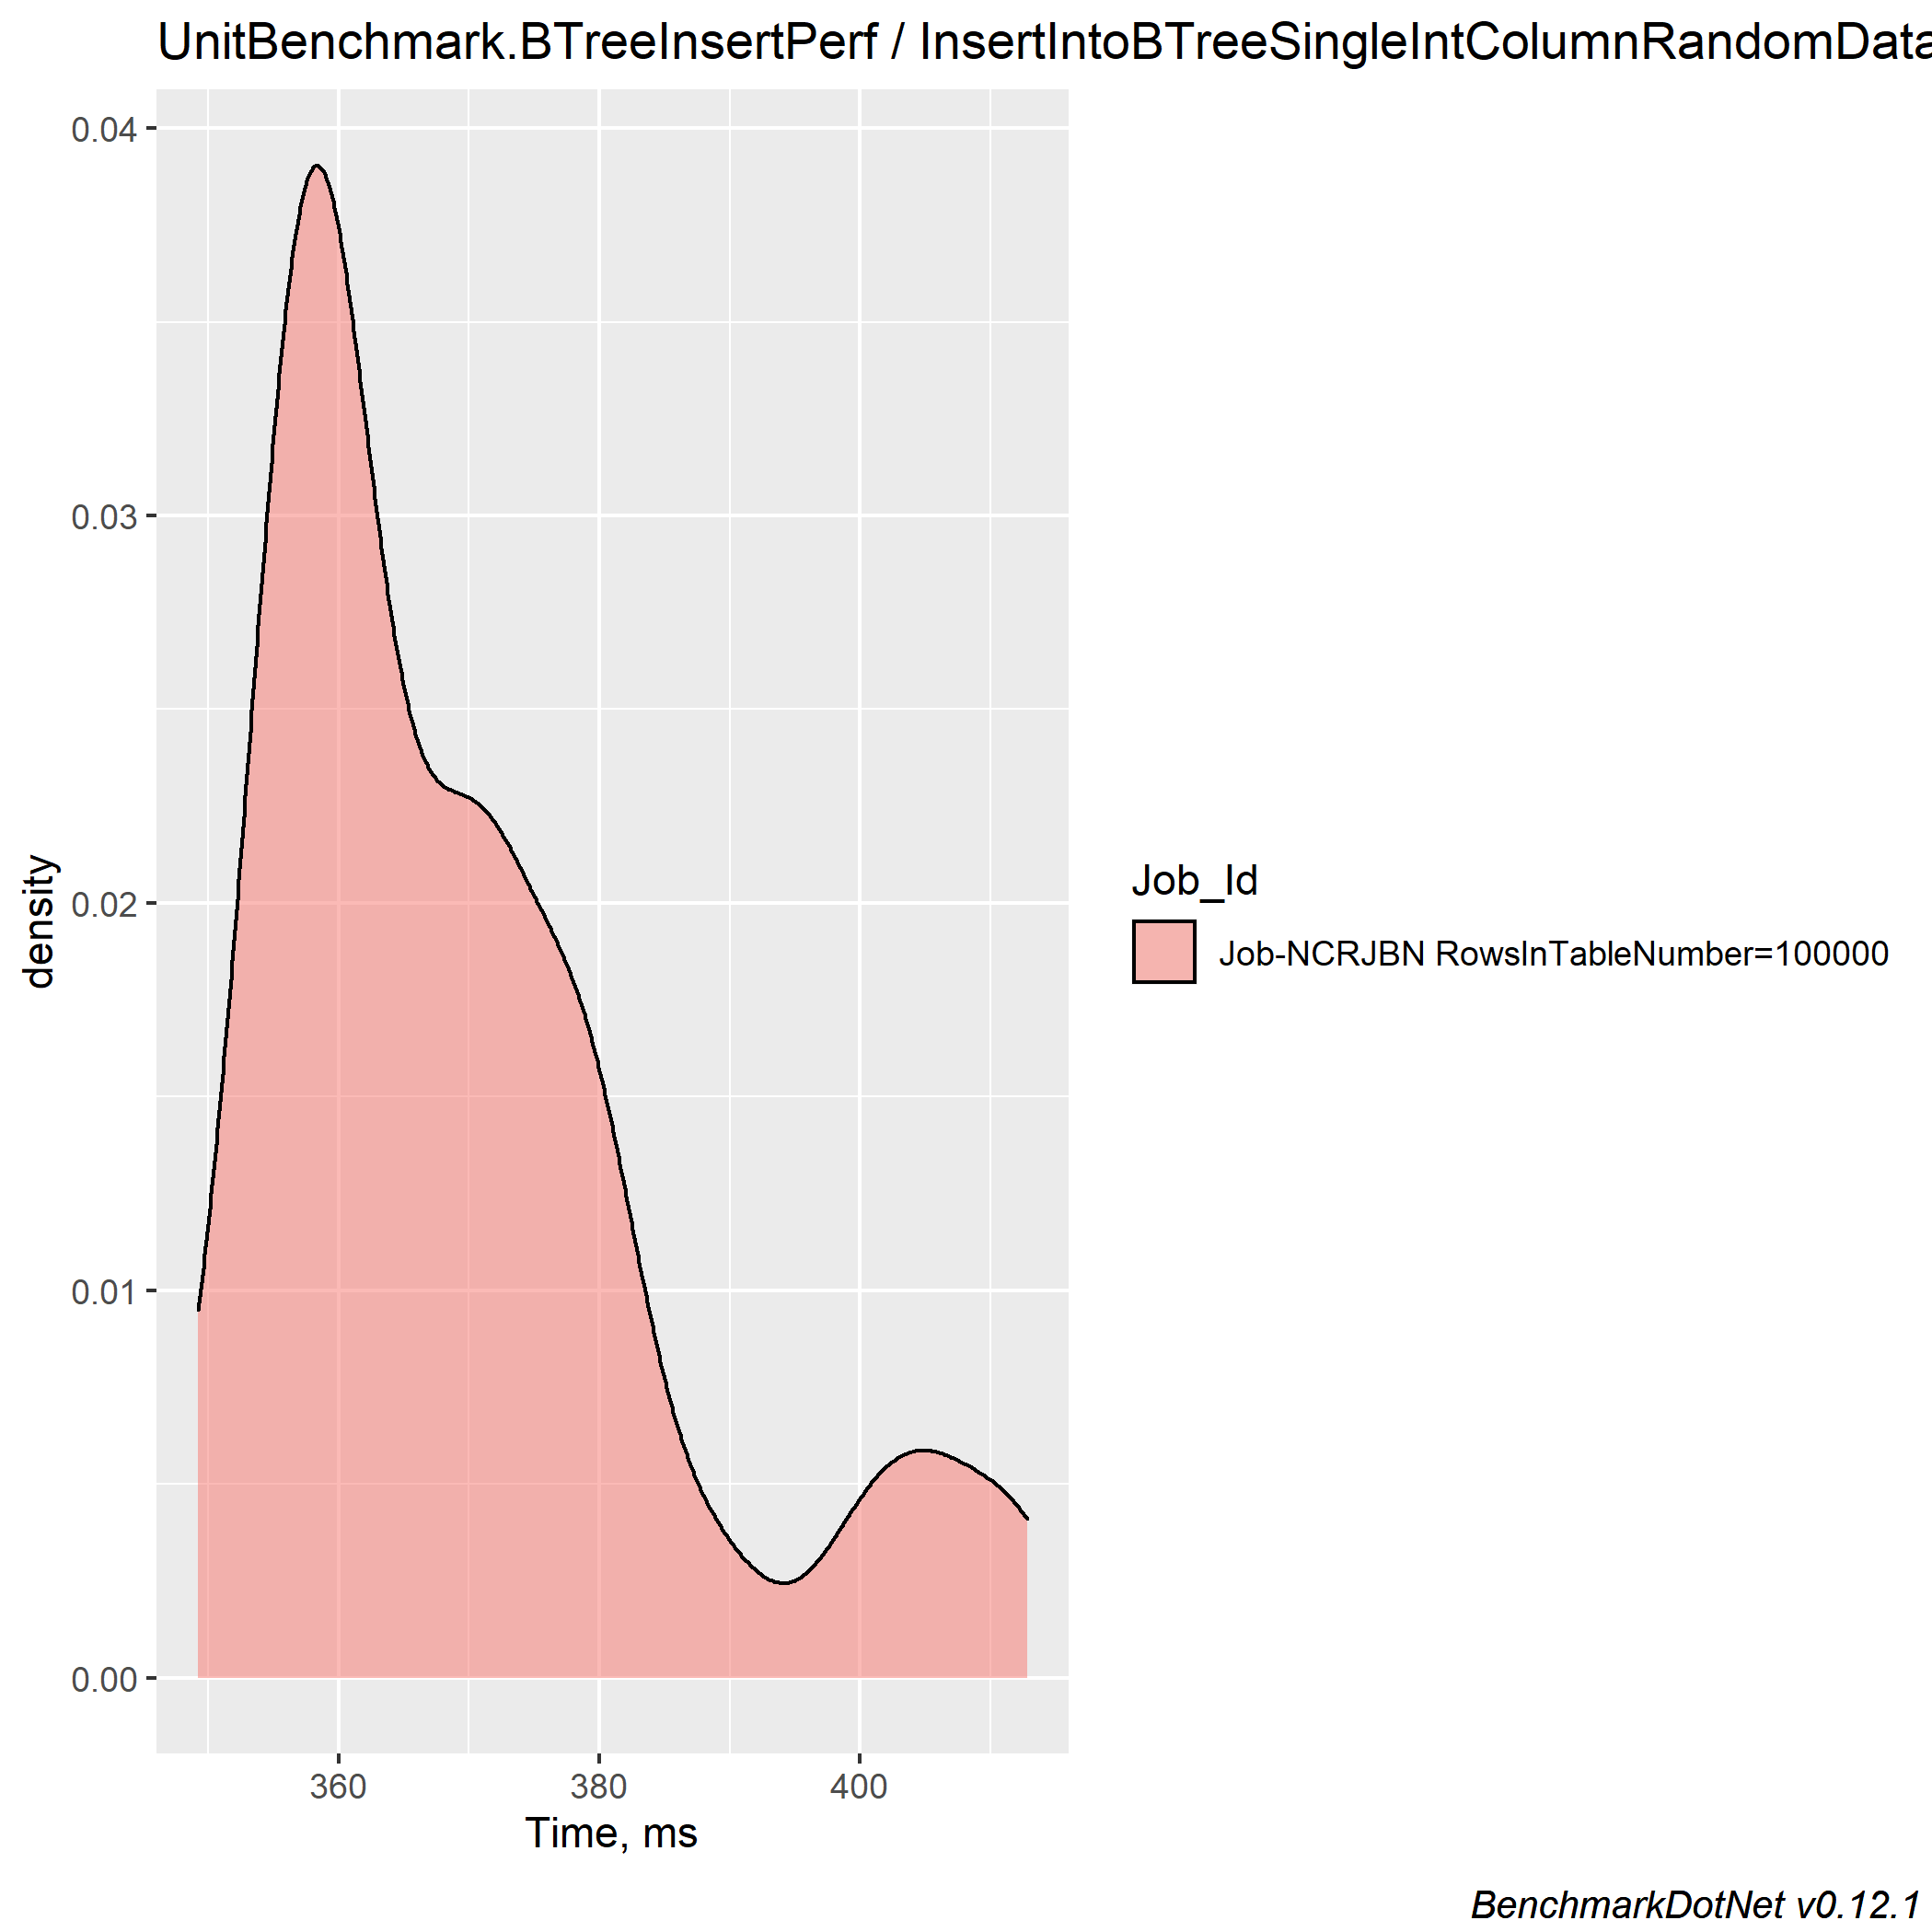 UnitBenchmark.BTreeInsertPerf / InsertIntoBTreeSingleIntColumnRandomData
0.04
0.03
0.02
0.01
0.00
density
360 380 400
Time, ms
Job_Id
Job-NCRJBN RowsInTableNumber=100000
BenchmarkDotNet v0.12.1